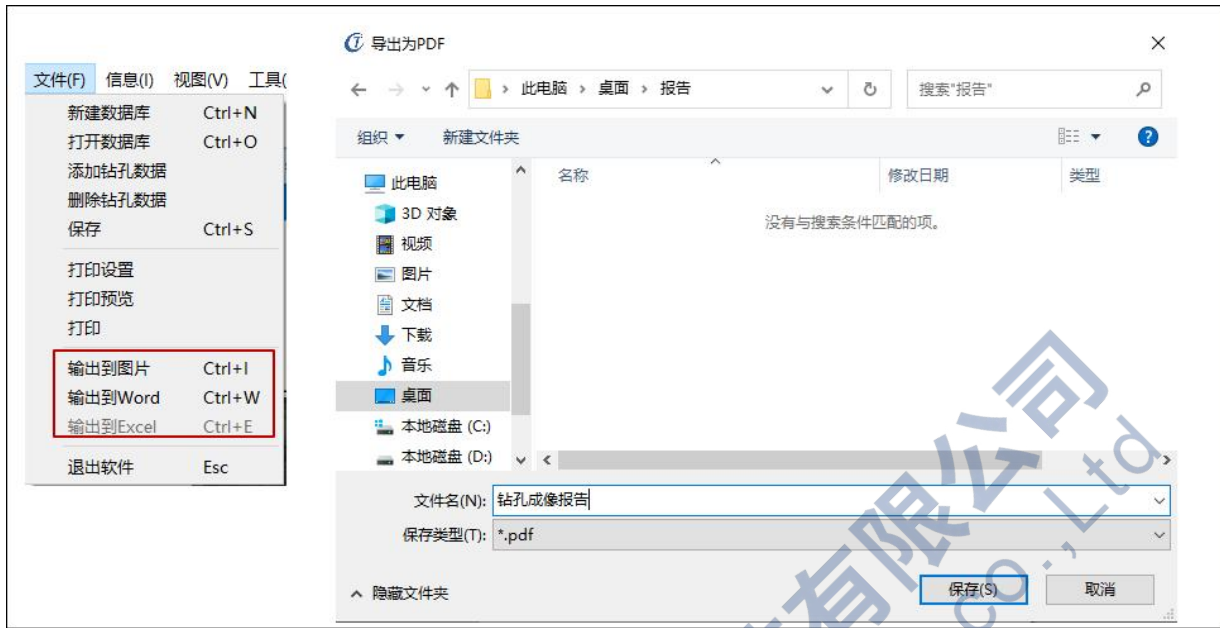 文件(F) 信息(I) 视图(V) 工具(
新建数据库 Ctrl+N
打开数据库 Ctrl+O
添加钻孔数据
删除钻孔数据
保存 Ctrl+S
打印设置
打印预览
打印
输出到图片 Ctrl+I
输出到Word Ctrl+W
输出到Excel Ctrl+E
退出软件 Esc
导出为PDF
此电脑 › 桌面 › 报告
搜索"报告"
组织 新建文件夹
名称 修改日期 类型
没有与搜索条件匹配的项。
此电脑
3D 对象
视频
图片
文档
下载
音乐
桌面
本地磁盘 (C:)
本地磁盘 (D:)
文件名(N): 钻孔成像报告
保存类型(T): *.pdf
隐藏文件夹
保存(S) 取消
有限公司
Co.,Ltd